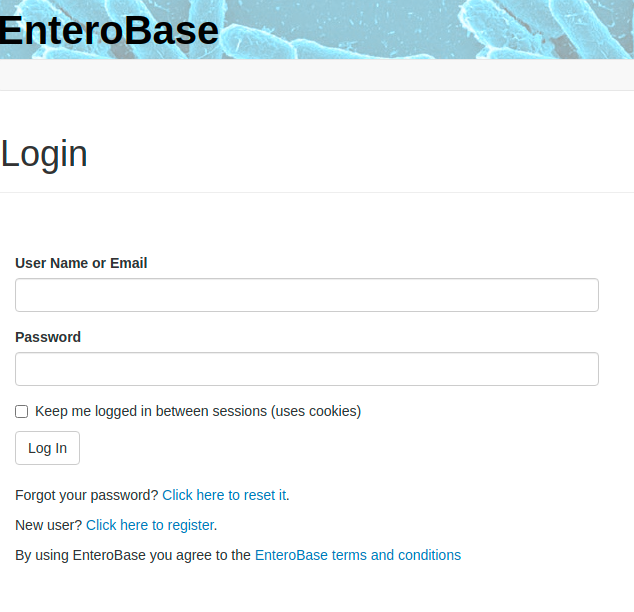 EnteroBase
Login
User Name or Email
Password
Keep me logged in between sessions (uses cookies)
Log In
Forgot your password? Click here to reset it.
New user? Click here to register.
By using EnteroBase you agree to the EnteroBase terms and conditions